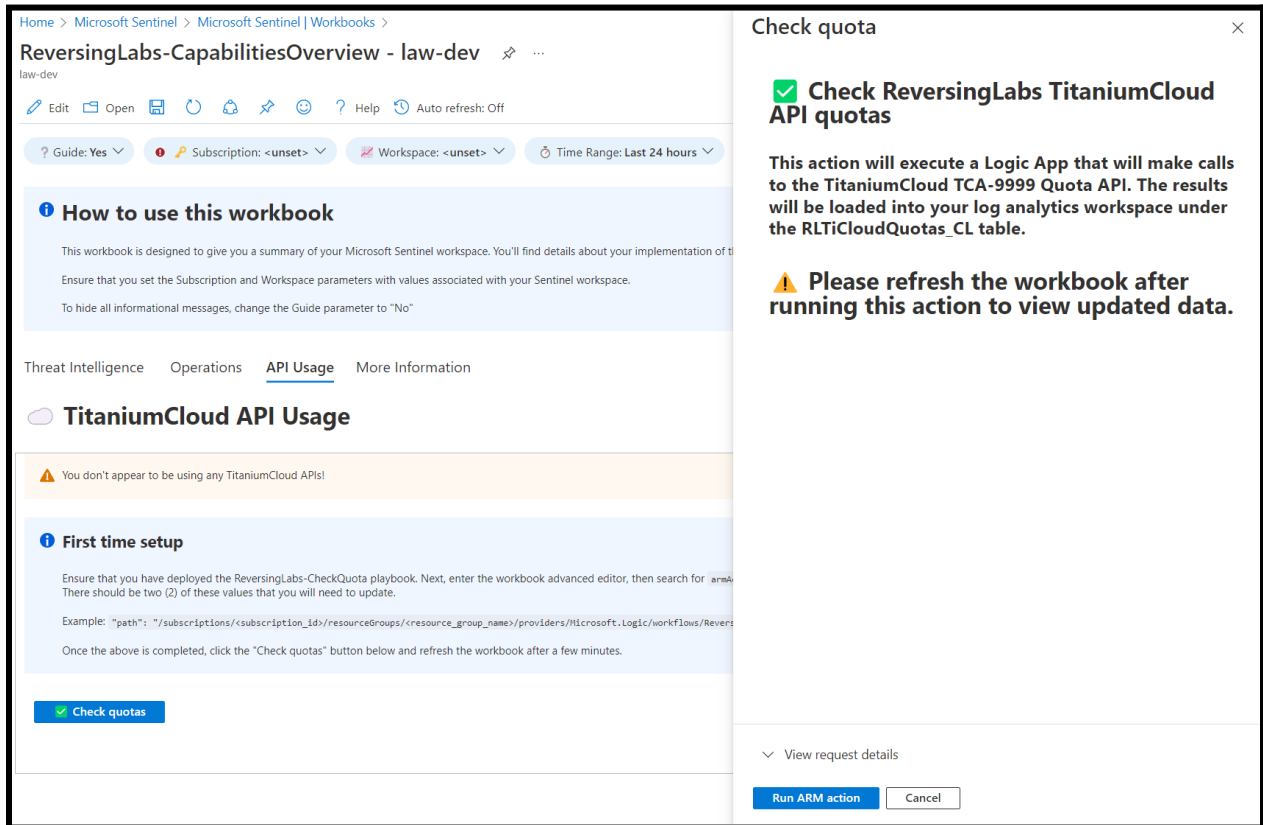 Home > Microsoft Sentinel > Microsoft Sentinel | Workbooks >
ReversingLabs-CapabilitiesOverview - law-dev
law-dev
Edit Open Help Auto refresh: Off
Guide: Yes Subscription: <unset> Workspace: <unset> Time Range: Last 24 hours
How to use this workbook
This workbook is designed to give you a summary of your Microsoft Sentinel workspace. You'll find details about your implementation of
Ensure that you set the Subscription and Workspace parameters with values associated with your Sentinel workspace.
To hide all informational messages, change the Guide parameter to "No"
Threat Intelligence Operations API Usage More Information
TitaniumCloud API Usage
You don't appear to be using any TitaniumCloud APIs!
First time setup
Ensure that you have deployed the ReversingLabs-CheckQuota playbook. Next, enter the workbook advanced editor, then search for
There should be two (2) of these values that you will need to update.
Example: "path": "/subscriptions/<subscription_id>/resourceGroups/<resource_group_name>/providers/Microsoft.Logic/workflows/Revers
Once the above is completed, click the "Check quotas" button below and refresh the workbook after a few minutes.
Check quotas
Check quota
Check ReversingLabs TitaniumCloud
API quotas
This action will execute a Logic App that will make calls
to the TitaniumCloud TCA-9999 Quota API. The results
will be loaded into your log analytics workspace under
the RLTiCloudQuotas_CL table.
Please refresh the workbook after
running this action to view updated data.
View request details
Run ARM action Cancel